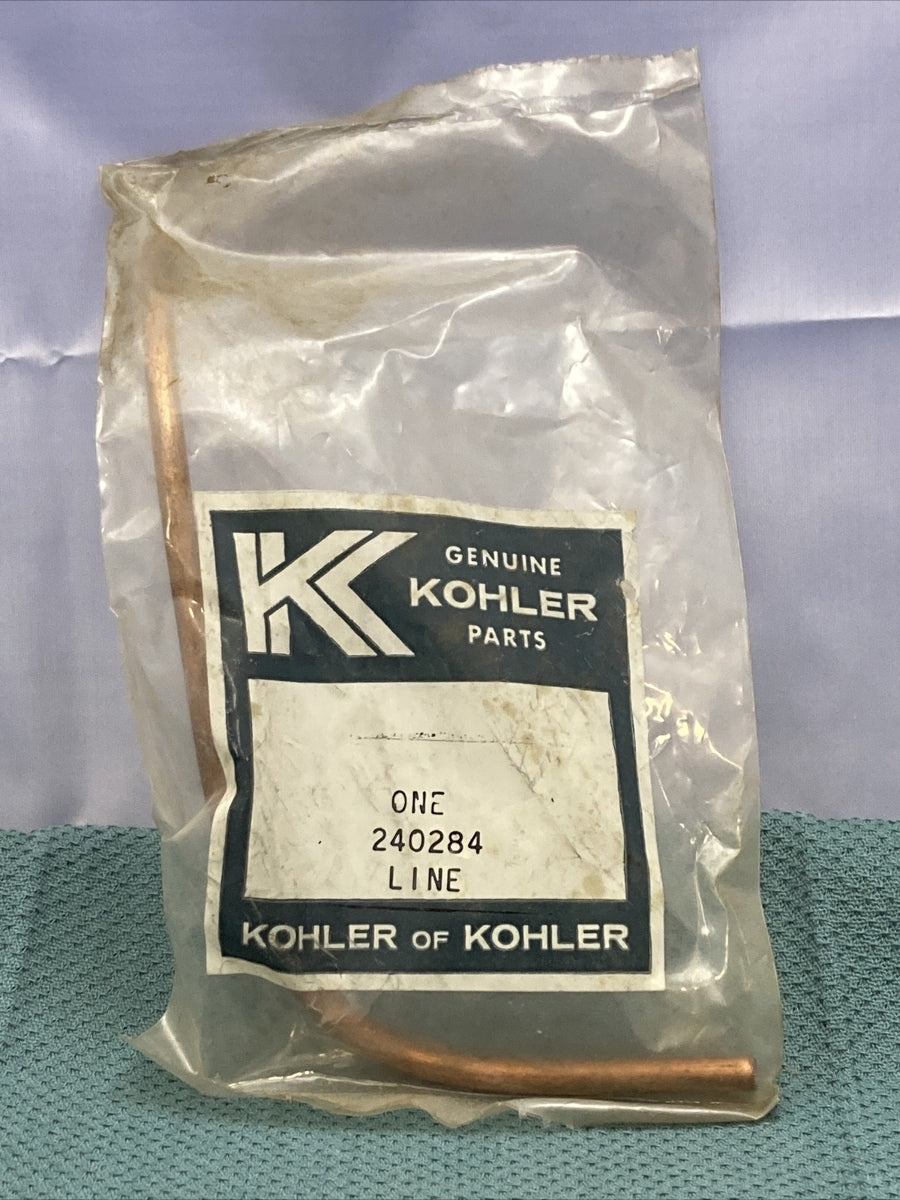 GENUINE
KOHLER
PARTS
ONE
240284
LINE
KOHLER OF KOHLER